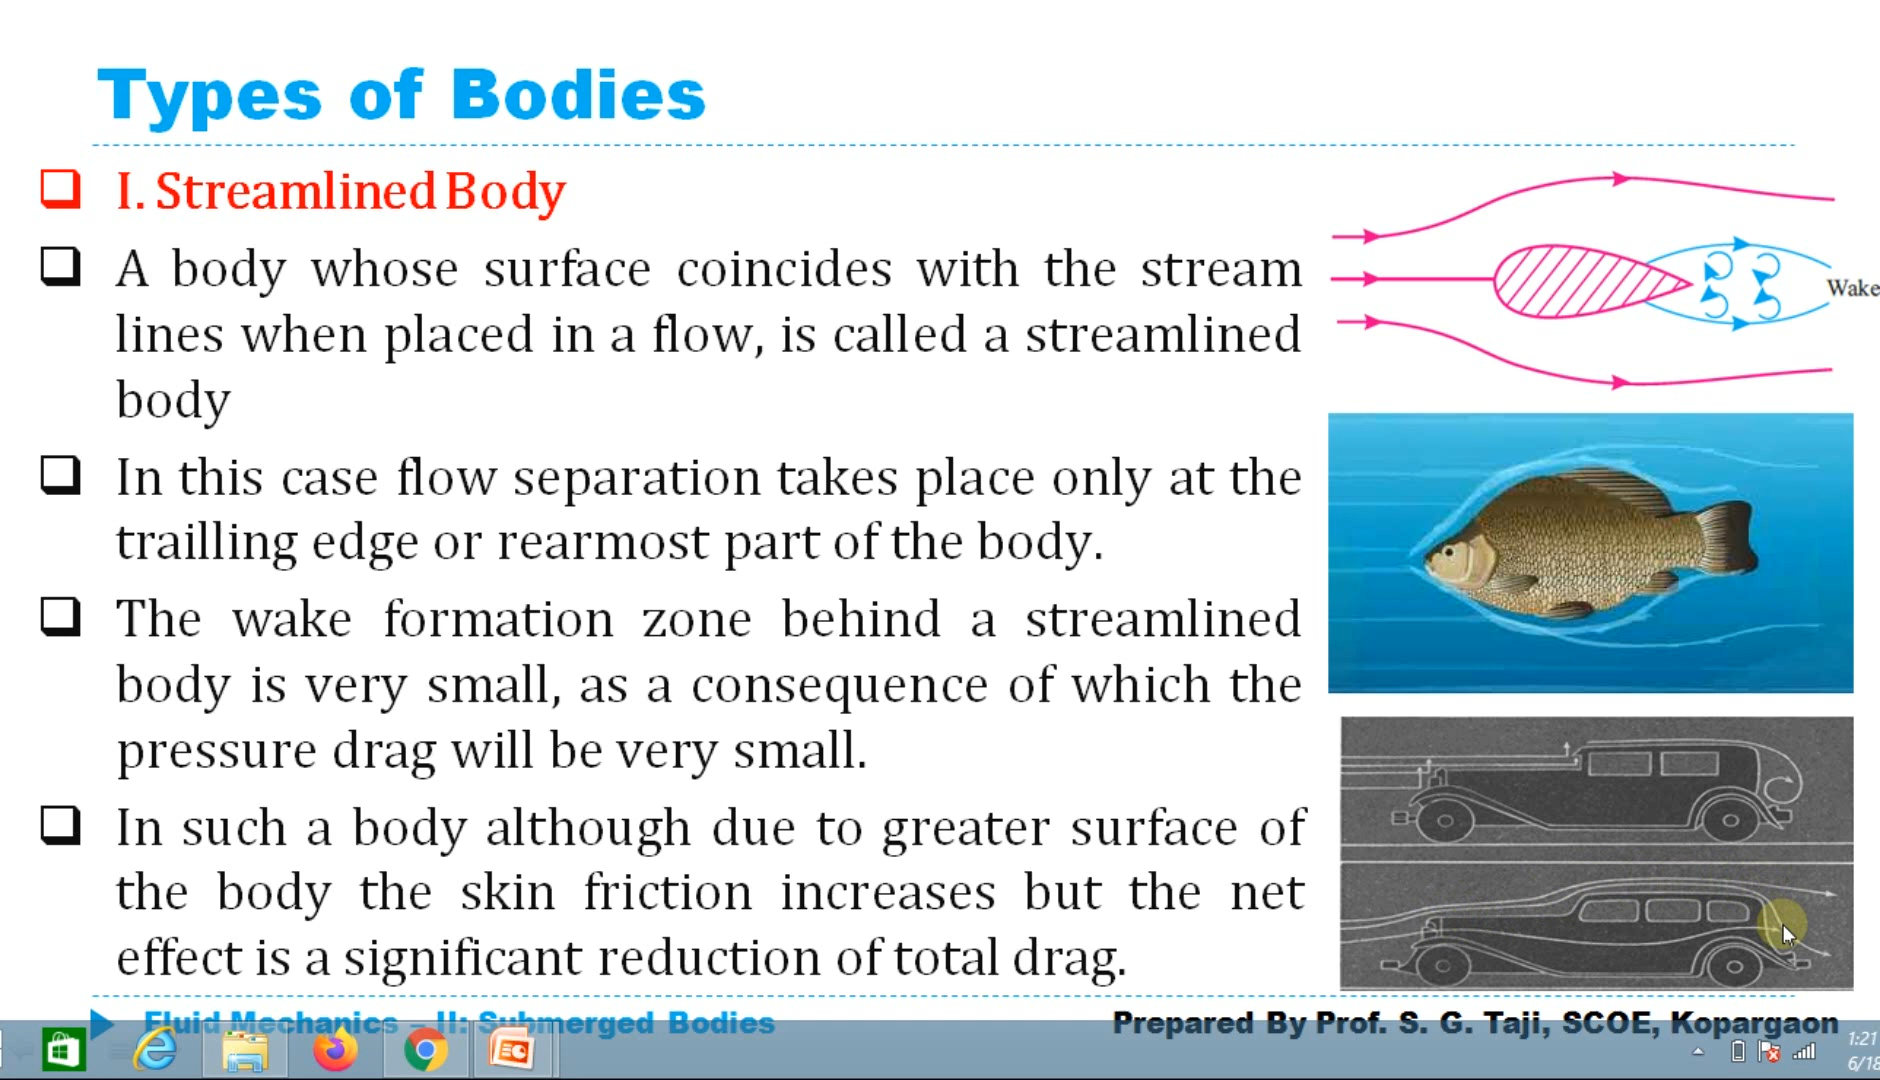 Types of Bodies
I. Streamlined Body
A body whose surface coincides with the stream
lines when placed in a flow, is called a streamlined
body
In this case flow separation takes place only at the
trailling edge or rearmost part of the body.
The wake formation zone behind a streamlined
body is very small, as a consequence of which the
pressure drag will be very small.
In such a body although due to greater surface of
the body the skin friction increases but the net
effect is a significant reduction of total drag.
Wake
Fluid Mechanics – II: Submerged Bodies
Prepared By Prof. S. G. Taji, SCOE, Kopargaon
1:21
6/18